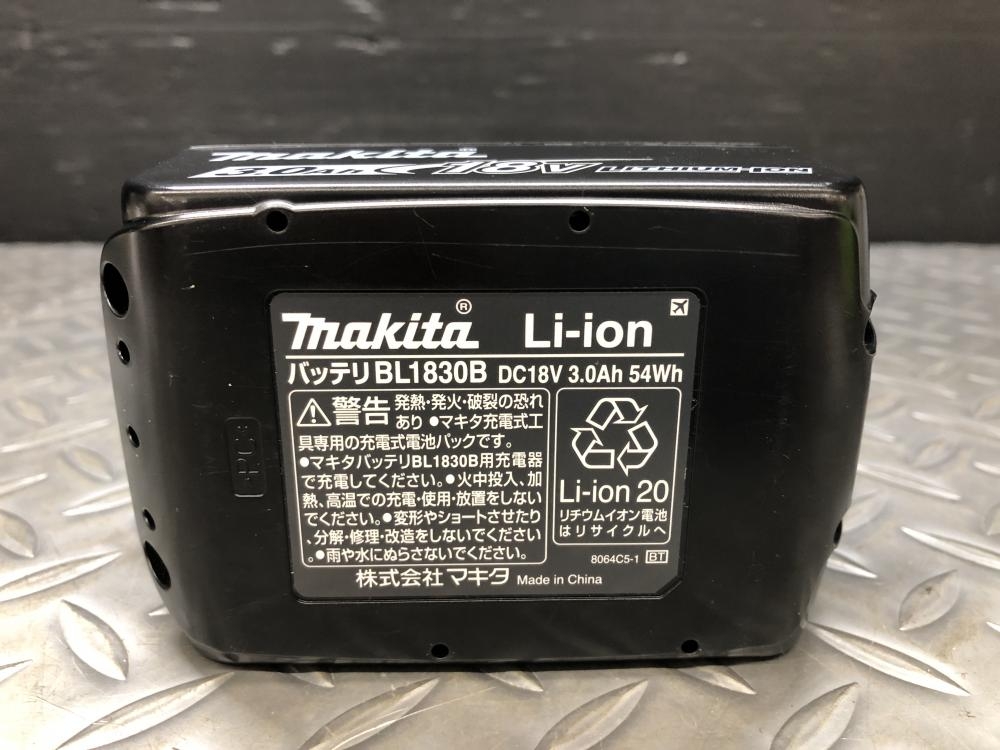 makita®
3.0Ah 18V LITHIUM-ION
makita® Li-ion
バッテリ BL1830B DC18V 3.0Ah 54Wh
警告 発熱・発火・破裂の恐れ
あり ●マキタ充電式工
具専用の充電式電池パックです。
●マキタバッテリBL1830B用充電器
で充電してください。●火中投入、加
熱、高温での充電・使用・放置をしない
でください。●変形やショートさせたり
、分解・修理・改造をしないでください
。●雨や水にぬらさないでください。
Li-ion 20
リチウムイオン電池
はリサイクルへ
8064C5-1 BT
株式会社 マキタ Made in China
>PC<